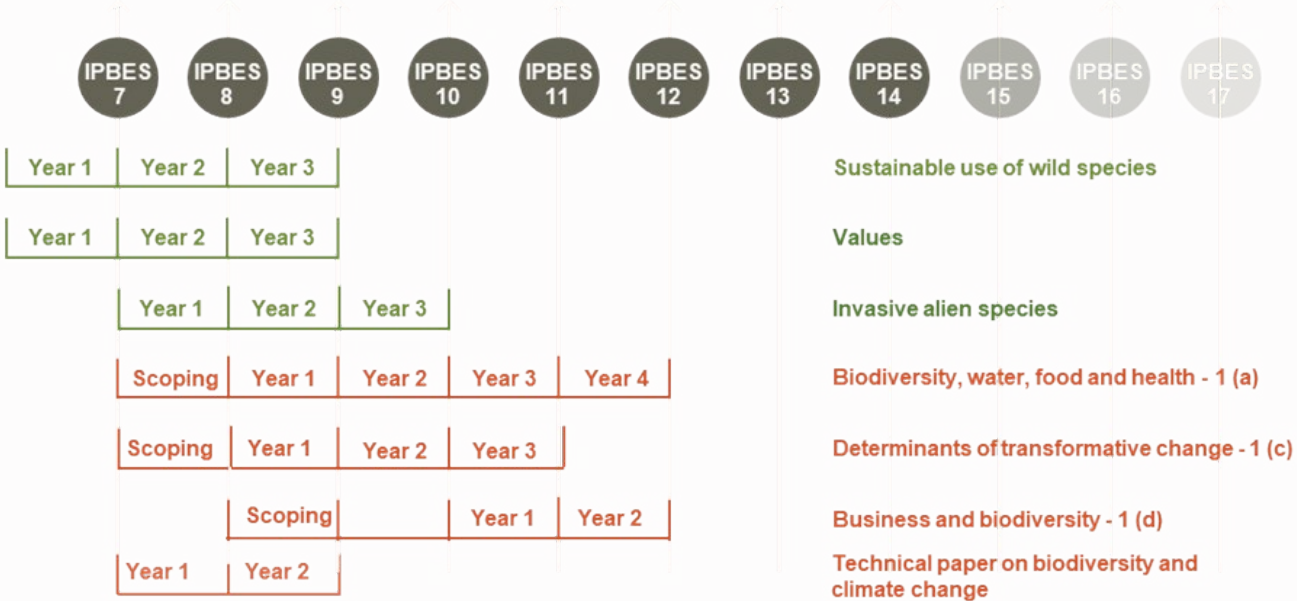 IPBES IPBES IPBES IPBES IPBES IPBES IPBES IPBES IPBES IPBES IPBES
7 8 9 10 11 12 13 14 15 16 17
Year 1 Year 2 Year 3 Sustainable use of wild species
Year 1 Year 2 Year 3 Values
Year 1 Year 2 Year 3 Invasive alien species
Scoping Year 1 Year 2 Year 3 Year 4 Biodiversity, water, food and health - 1 (a)
Scoping Year 1 Year 2 Year 3 Determinants of transformative change - 1 (c)
Scoping Year 1 Year 2 Business and biodiversity - 1 (d)
Year 1 Year 2 Technical paper on biodiversity and
climate change